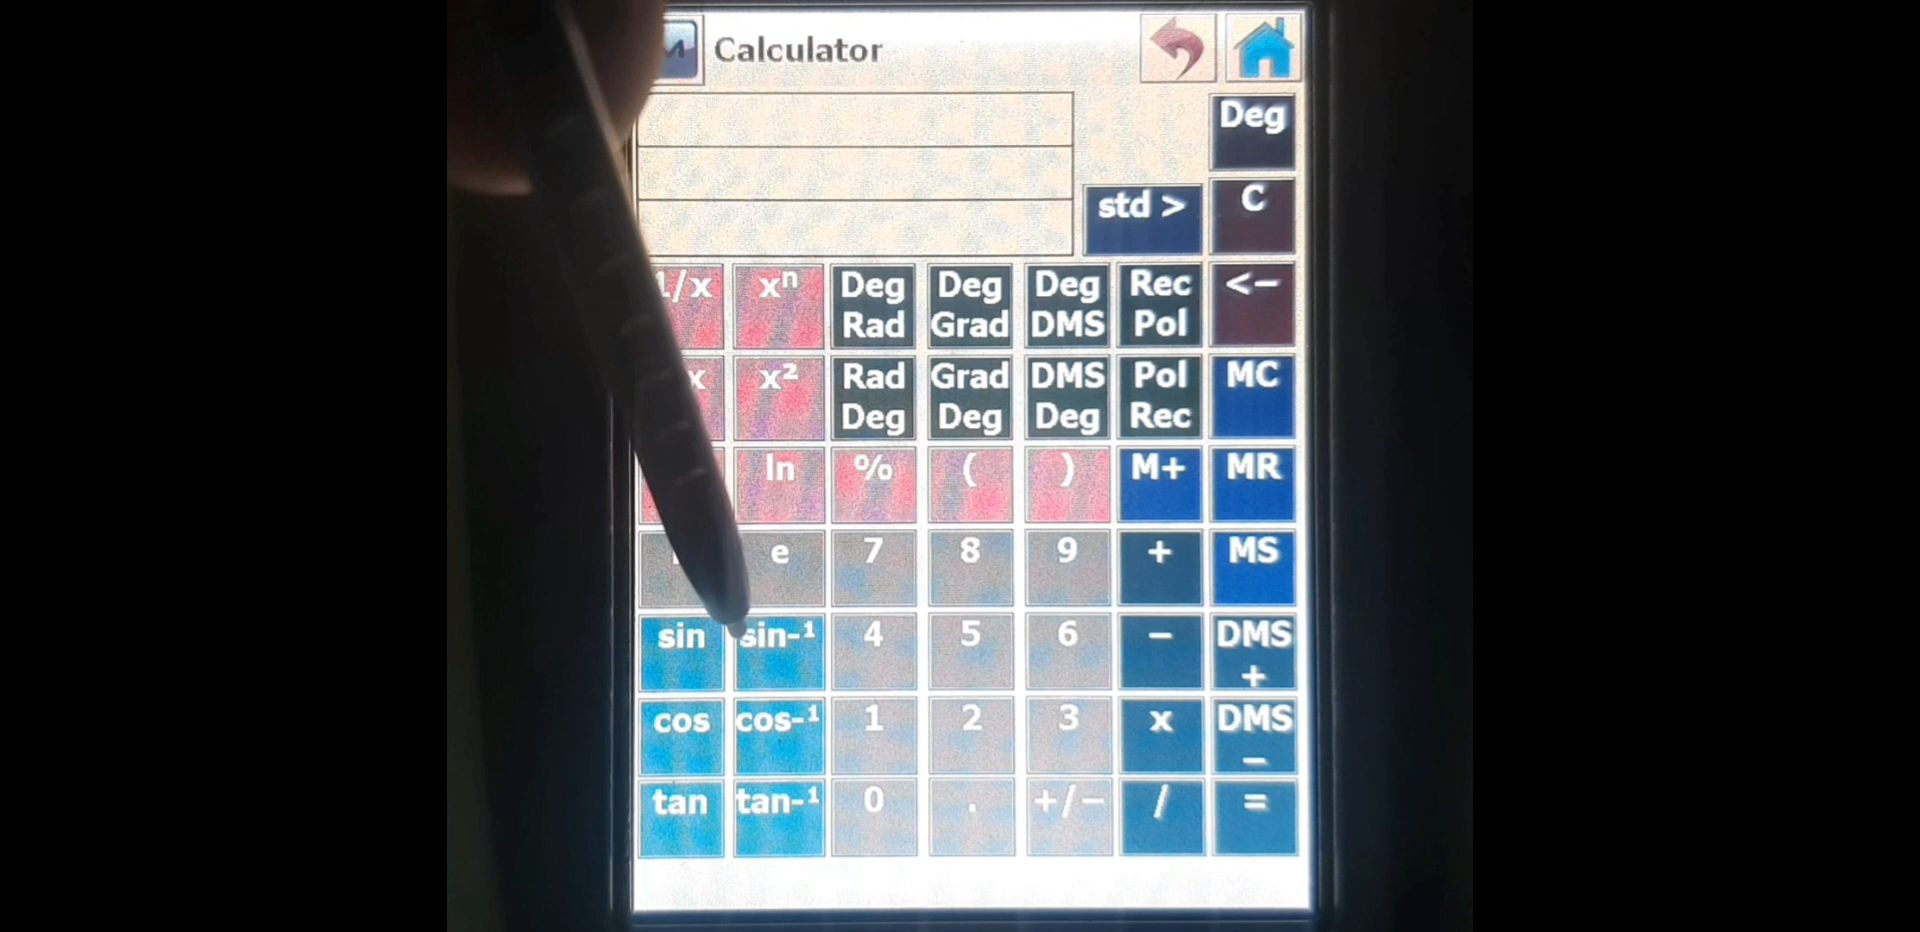 Calculator
Deg
std > C
1/x xⁿ Deg Rad Deg Grad Deg DMS Rec Pol <−
x x² Rad Deg Grad Deg DMS Deg Pol Rec MC
ln % ( ) M+ MR
e 7 8 9 + MS
sin sin-¹ 4 5 6 − DMS +
cos cos-¹ 1 2 3 x DMS −
tan tan-¹ 0 . +/− / =